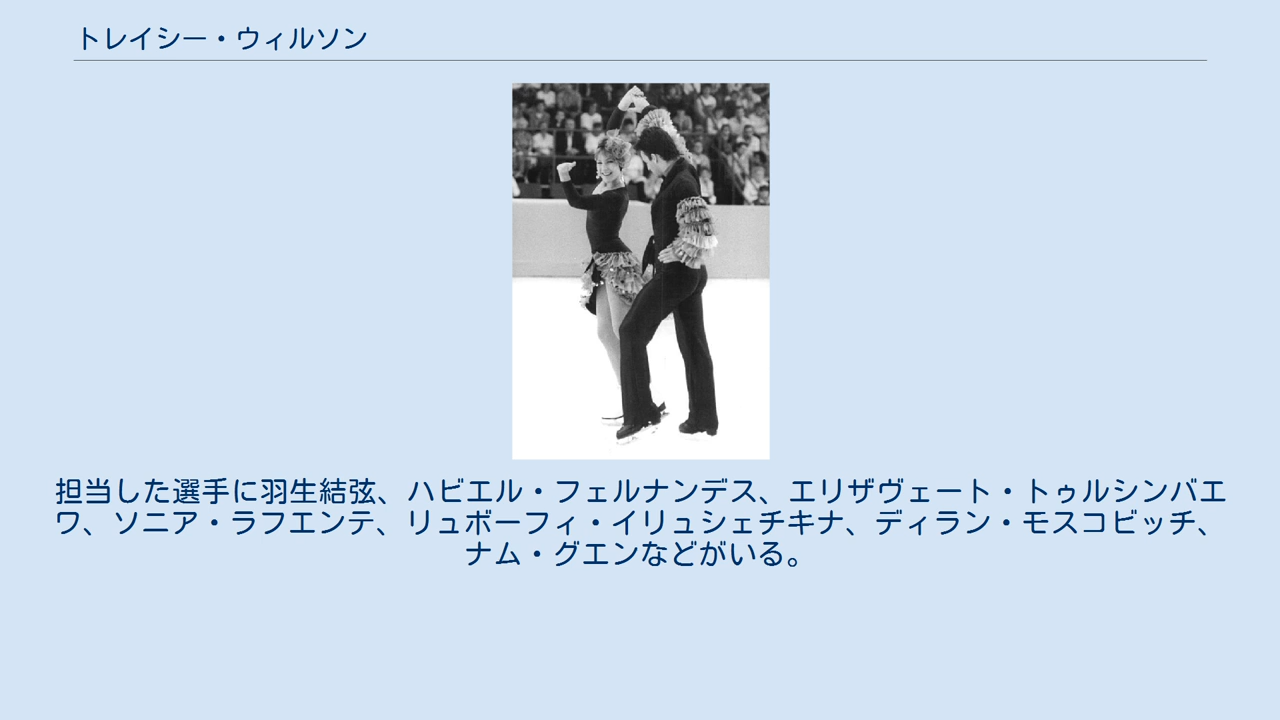 トレイシー・ウィルソン
担当した選手に羽生結弦、ハビエル・フェルナンデス、エリザヴェート・トゥルシンバエ
ワ、ソニア・ラフエンテ、リュボーフィ・イリュシェチキナ、ディラン・モスコビッチ、
ナム・グエンなどがいる。